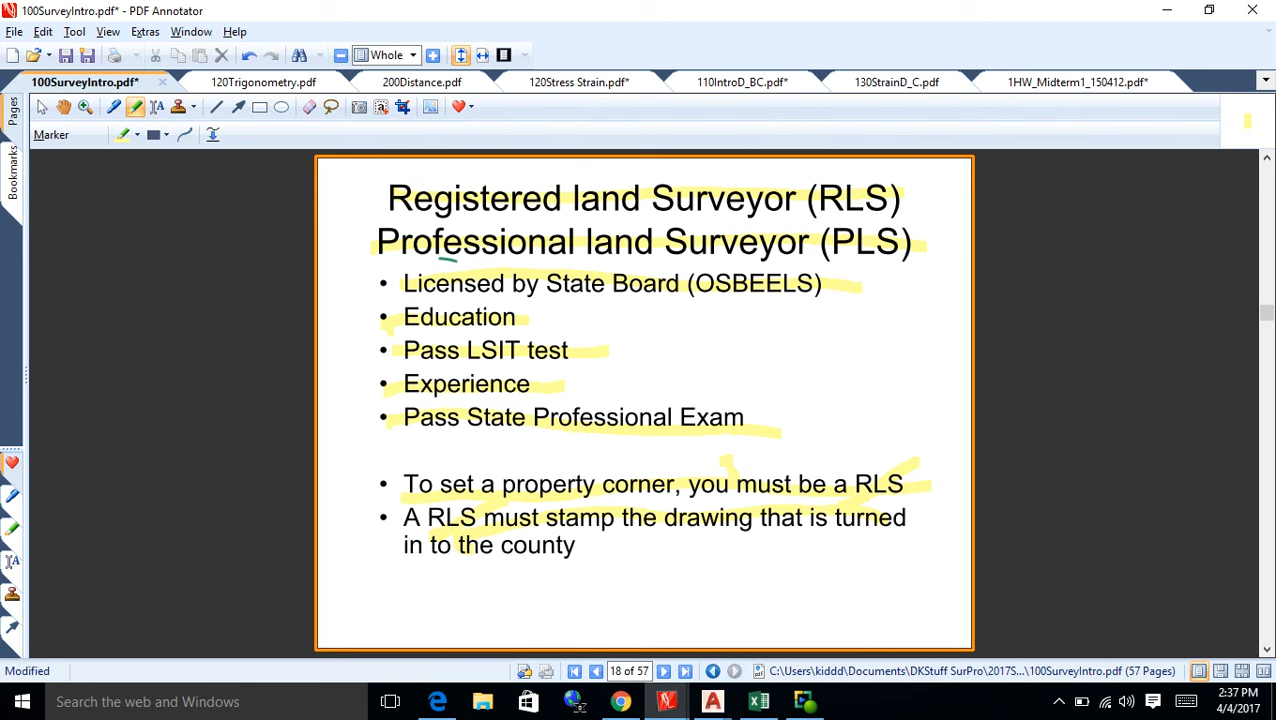 100SurveyIntro.pdf* - PDF Annotator
File Edit Tool View Extras Window Help
Whole
100SurveyIntro.pdf* 120Trigonometry.pdf 200Distance.pdf 120Stress Strain.pdf* 110IntroD_BC.pdf* 130StrainD_C.pdf 1HW_Midterm1_150412.pdf*
Marker
Pages
Bookmarks
Registered land Surveyor (RLS)
Professional land Surveyor (PLS)
• Licensed by State Board (OSBEELS)
• Education
• Pass LSIT test
• Experience
• Pass State Professional Exam
• To set a property corner, you must be a RLS
• A RLS must stamp the drawing that is turned
in to the county
Modified
18 of 57
C:\Users\kiddd\Documents\DKStuff SurPro\2017S...\100SurveyIntro.pdf (57 Pages)
Search the web and Windows
2:37 PM
4/4/2017